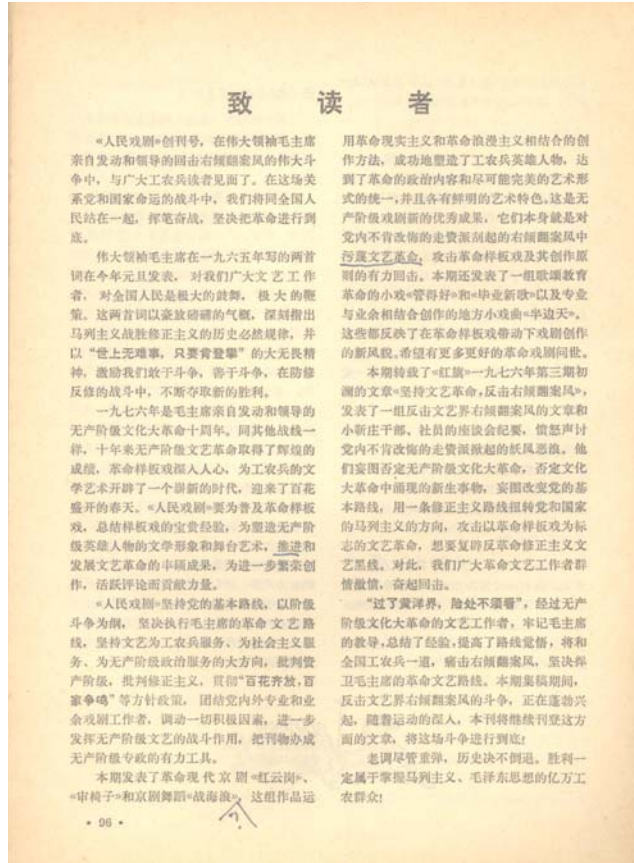 致读者
《人民戏剧》创刊号，在伟大领袖毛主席
亲自发动和领导的回击右倾翻案风的伟大斗
争中，与广大工农兵读者见面了。在这场关
系党和国家命运的战斗中，我们将同全国人
民站在一起，挥笔奋战，坚决把革命进行到
底。
伟大领袖毛主席在一九六五年写的两首
词在今年元旦发表，对我们广大文艺工作
者，对全国人民是极大的鼓舞，极大的鞭
策。这两首词以豪放磅礴的气概，深刻指出
马列主义战胜修正主义的历史必然规律，并
以“世上无难事，只要肯登攀”的大无畏精
神，激励我们敢于斗争，善于斗争，在防修
反修的战斗中，不断夺取新的胜利。
一九七六年是毛主席亲自发动和领导的
无产阶级文化大革命十周年。同其他战线一
样，十年来无产阶级文艺革命取得了辉煌的
成绩，革命样板戏深入人心，为工农兵的文
学艺术开辟了一个崭新的时代，迎来了百花
盛开的春天。《人民戏剧》要为普及革命样板
戏，总结样板戏的宝贵经验，为塑造无产阶
级英雄人物的文学形象和舞台艺术，推进和
发展文艺革命的丰硕成果，为进一步繁荣创
作，活跃评论而贡献力量。
《人民戏剧》坚持党的基本路线，以阶级
斗争为纲，坚决执行毛主席的革命文艺路
线，坚持文艺为工农兵服务、为社会主义服
务、为无产阶级政治服务的大方向，批判资
产阶级，批判修正主义，贯彻“百花齐放，百
家争鸣”等方针政策，团结党内外专业和业
余戏剧工作者，调动一切积极因素，进一步
发挥无产阶级文艺的战斗作用，把刊物办成
无产阶级专政的有力工具。
本期发表了革命现代京剧《红云岗》、
《审椅子》和京剧舞蹈《战海浪》，这组作品运
用革命现实主义和革命浪漫主义相结合的创
作方法，成功地塑造了工农兵英雄人物，达
到了革命的政治内容和尽可能完美的艺术形
式的统一，并且各有鲜明的艺术特色。这是无
产阶级戏剧新的优秀成果，它们本身就是对
党内不肯改悔的走资派刮起的右倾翻案风中
污蔑文艺革命，攻击革命样板戏及其创作原
则的有力回击。本期还发表了一组歌颂教育
革命的小戏《管得好》和《毕业新歌》以及专业
与业余相结合创作的地方小戏曲《半边天》。
这些都反映了在革命样板戏带动下戏剧创作
的新风貌。希望有更多更好的革命戏剧问世。
本期转载了《红旗》一九七六年第三期初
澜的文章《坚持文艺革命，反击右倾翻案风》，
发表了一组反击文艺界右倾翻案风的文章和
小靳庄干部、社员的座谈会纪要，愤怒声讨
党内不肯改悔的走资派掀起的妖风恶浪。他
们妄图否定无产阶级文化大革命，否定文化
大革命中涌现的新生事物，妄图改变党的基
本路线，用一条修正主义路线扭转党和国家
的马列主义的方向，攻击以革命样板戏为标
志的文艺革命，想要复辟反革命修正主义文
艺黑线。对此，我们广大革命文艺工作者群
情激愤，奋起回击。
“过了黄洋界，险处不须看”，经过无产
阶级文化大革命的文艺工作者，牢记毛主席
的教导，总结了经验，提高了路线觉悟，将和
全国工农兵一道，痛击右倾翻案风，坚决捍
卫毛主席的革命文艺路线。本期集稿期间，
反击文艺界右倾翻案风的斗争，正在蓬勃兴
起，随着运动的深入，本刊将继续刊登这方
面的文章，将这场斗争进行到底！
老调尽管重弹，历史决不倒退。胜利一
定属于掌握马列主义、毛泽东思想的亿万工
农群众！
• 96 •